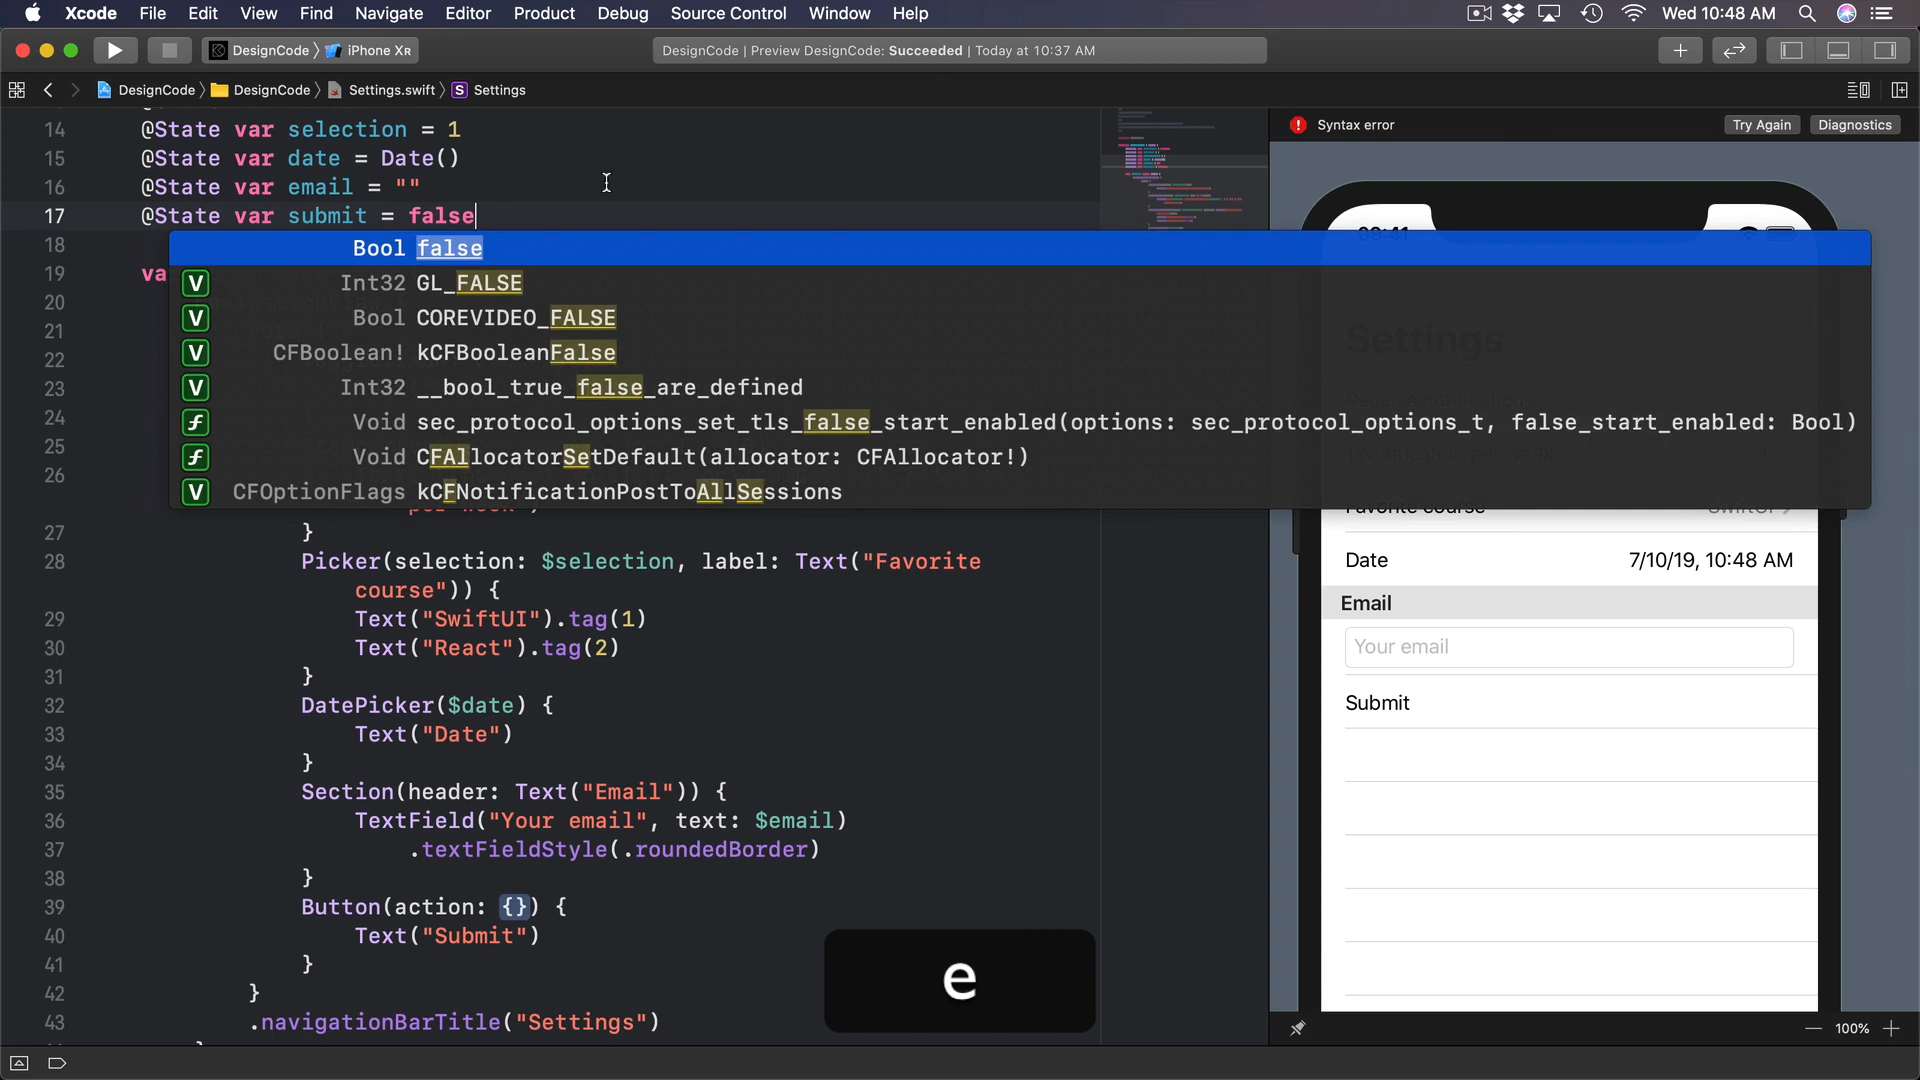 Xcode File Edit View Find Navigate Editor Product Debug Source Control Window Help Wed 10:48 AM
DesignCode 〉 iPhone XR DesignCode | Preview DesignCode: Succeeded | Today at 10:37 AM
DesignCode 〉 DesignCode 〉 Settings.swift 〉 S Settings
Syntax error Try Again Diagnostics
14 @State var selection = 1
15 @State var date = Date()
16 @State var email = ""
17 @State var submit = false
18
19 va
20
21
22
23
24
25
26
Bool false
V Int32 GL_FALSE
V Bool COREVIDEO_FALSE
V CFBoolean! kCFBooleanFalse
V Int32 __bool_true_false_are_defined
f Void sec_protocol_options_set_tls_false_start_enabled(options: sec_protocol_options_t, false_start_enabled: Bool)
f Void CFAllocatorSetDefault(allocator: CFAllocator!)
V CFOptionFlags kCFNotificationPostToAllSessions
27 }
28 Picker(selection: $selection, label: Text("Favorite
course")) {
29 Text("SwiftUI").tag(1)
30 Text("React").tag(2)
31 }
32 DatePicker($date) {
33 Text("Date")
34 }
35 Section(header: Text("Email")) {
36 TextField("Your email", text: $email)
37 .textFieldStyle(.roundedBorder)
38 }
39 Button(action: {}) {
40 Text("Submit")
41 }
42 }
43 .navigationBarTitle("Settings")
e
Settings
Favorite course SwiftUI
Date 7/10/19, 10:48 AM
Email
Your email
Submit
100%